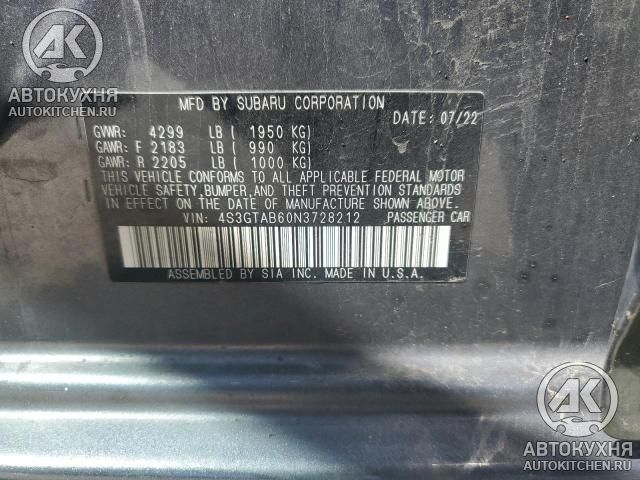 AK
АВТОКУХНЯ
AUTOKITCHEN.RU
MFD BY SUBARU CORPORATION
DATE: 07/22
GVWR: 4299 LB ( 1950 KG)
GAWR: F 2183 LB ( 990 KG)
GAWR: R 2205 LB ( 1000 KG)
THIS VEHICLE CONFORMS TO ALL APPLICABLE FEDERAL MOTOR
VEHICLE SAFETY, BUMPER, AND THEFT PREVENTION STANDARDS
IN EFFECT ON THE DATE OF MANUFACTURE SHOWN ABOVE.
VIN: 4S3GTAB60N3728212 PASSENGER CAR
ASSEMBLED BY SIA INC. MADE IN U.S.A.
AK
АВТОКУХНЯ
AUTOKITCHEN.RU